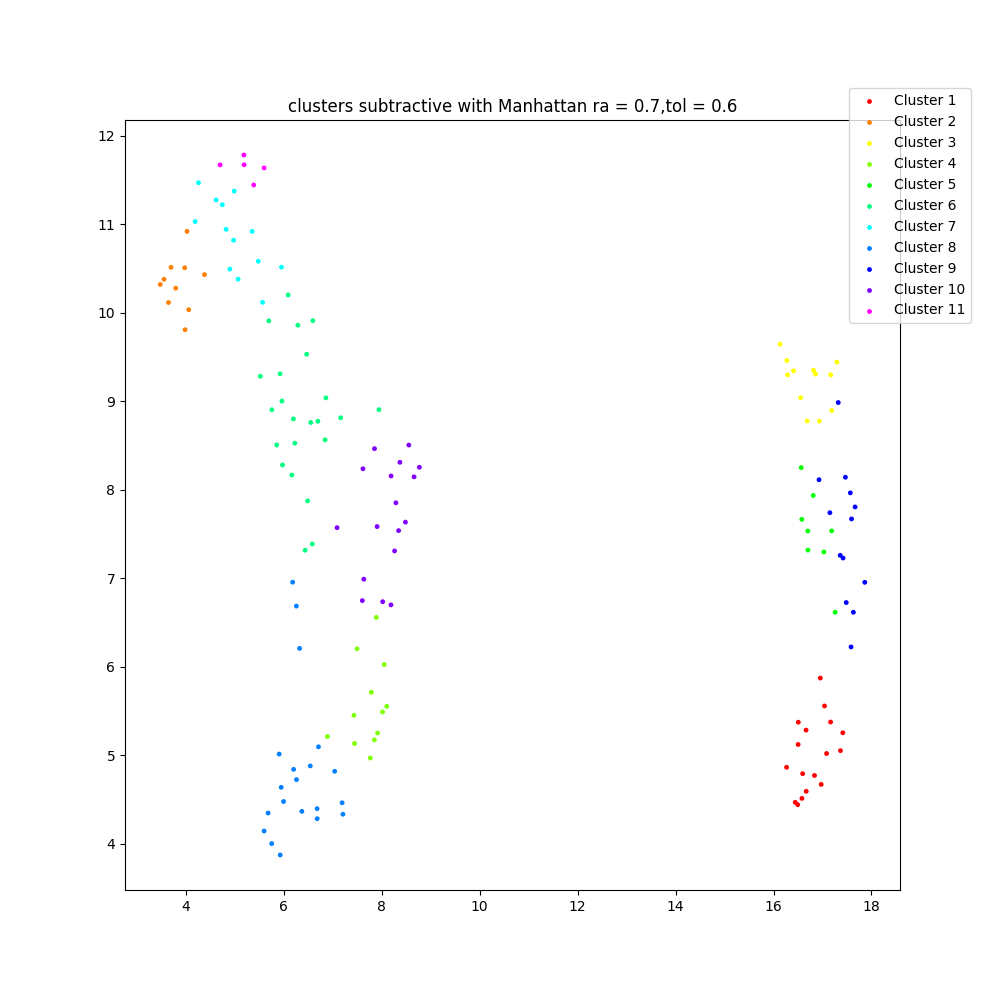 clusters subtractive with Manhattan ra = 0.7,tol = 0.6
Cluster 1
Cluster 2
Cluster 3
Cluster 4
Cluster 5
Cluster 6
Cluster 7
Cluster 8
Cluster 9
Cluster 10
Cluster 11
12
11
10
9
8
7
6
5
4
4 6 8 10 12 14 16 18